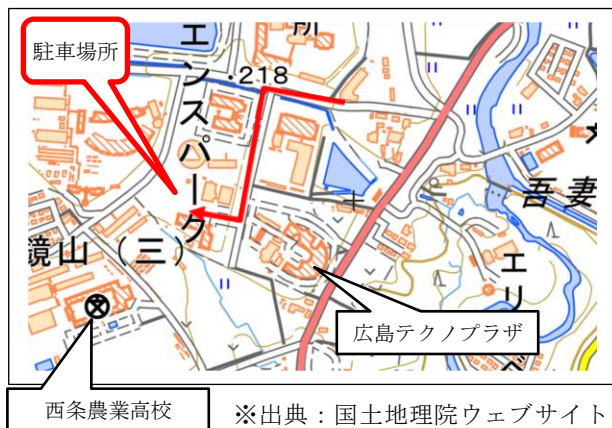 駐車場所
エンスパーク
所
・218
鏡山(三)
吾妻
エリ
広島テクノプラザ
西条農業高校
※出典：国土地理院ウェブサイト